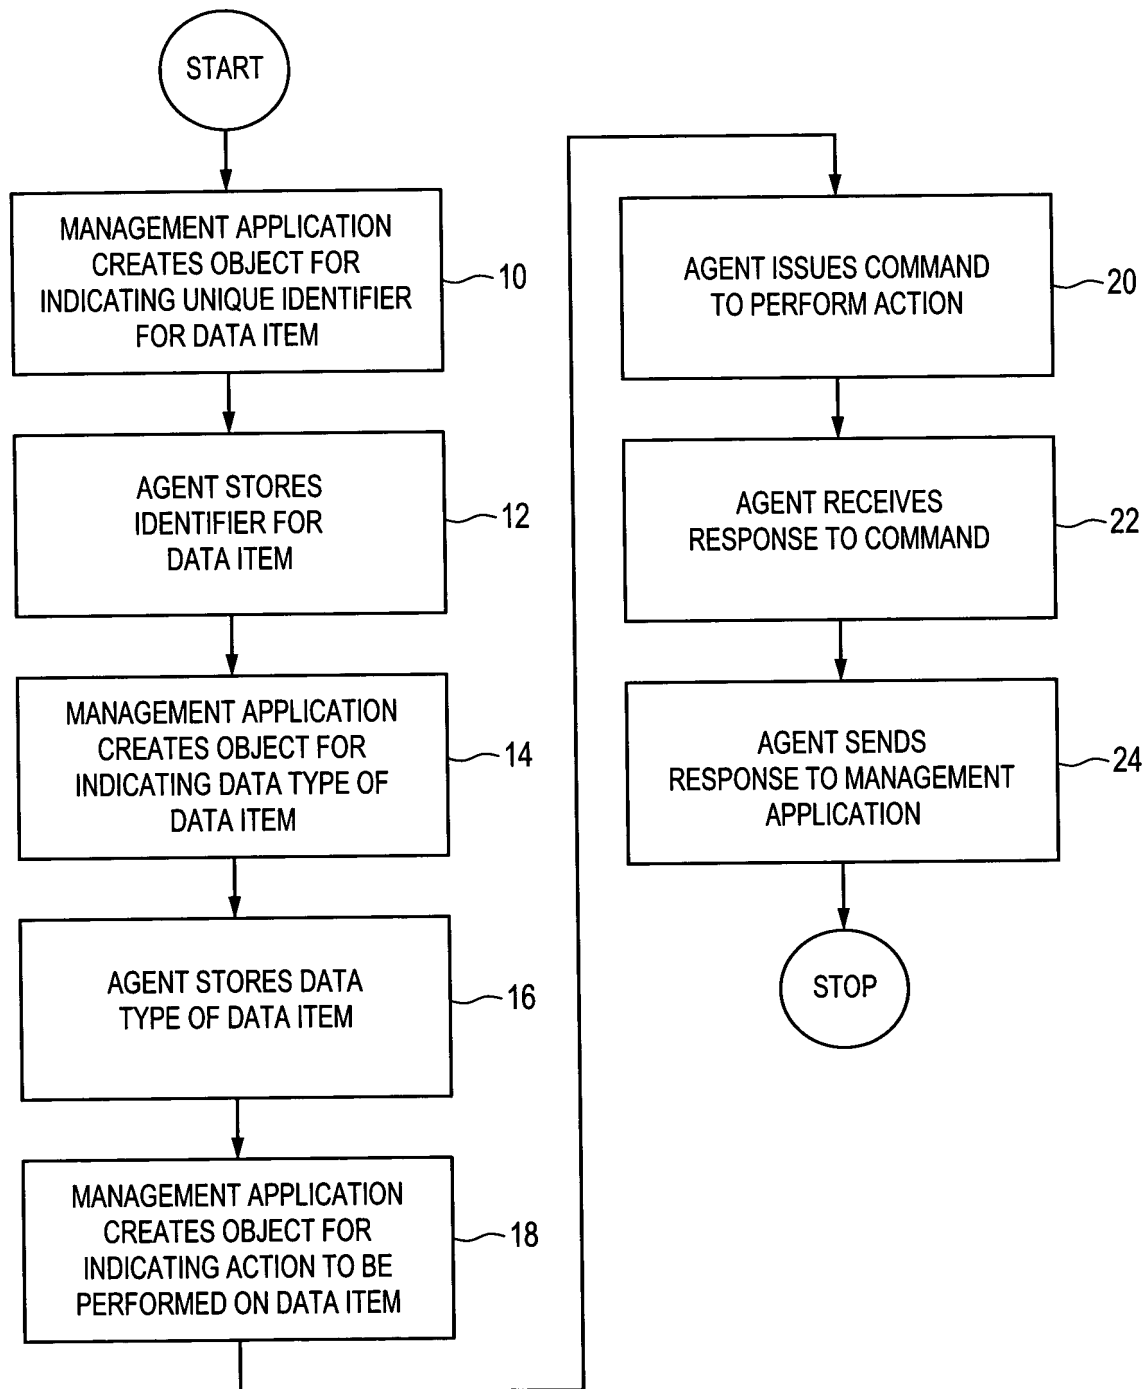 START
MANAGEMENT APPLICATION
CREATES OBJECT FOR
INDICATING UNIQUE IDENTIFIER
FOR DATA ITEM
10
AGENT STORES
IDENTIFIER FOR
DATA ITEM
12
MANAGEMENT APPLICATION
CREATES OBJECT FOR
INDICATING DATA TYPE OF
DATA ITEM
14
AGENT STORES DATA
TYPE OF DATA ITEM
16
MANAGEMENT APPLICATION
CREATES OBJECT FOR
INDICATING ACTION TO BE
PERFORMED ON DATA ITEM
18
AGENT ISSUES COMMAND
TO PERFORM ACTION
20
AGENT RECEIVES
RESPONSE TO COMMAND
22
AGENT SENDS
RESPONSE TO MANAGEMENT
APPLICATION
24
STOP